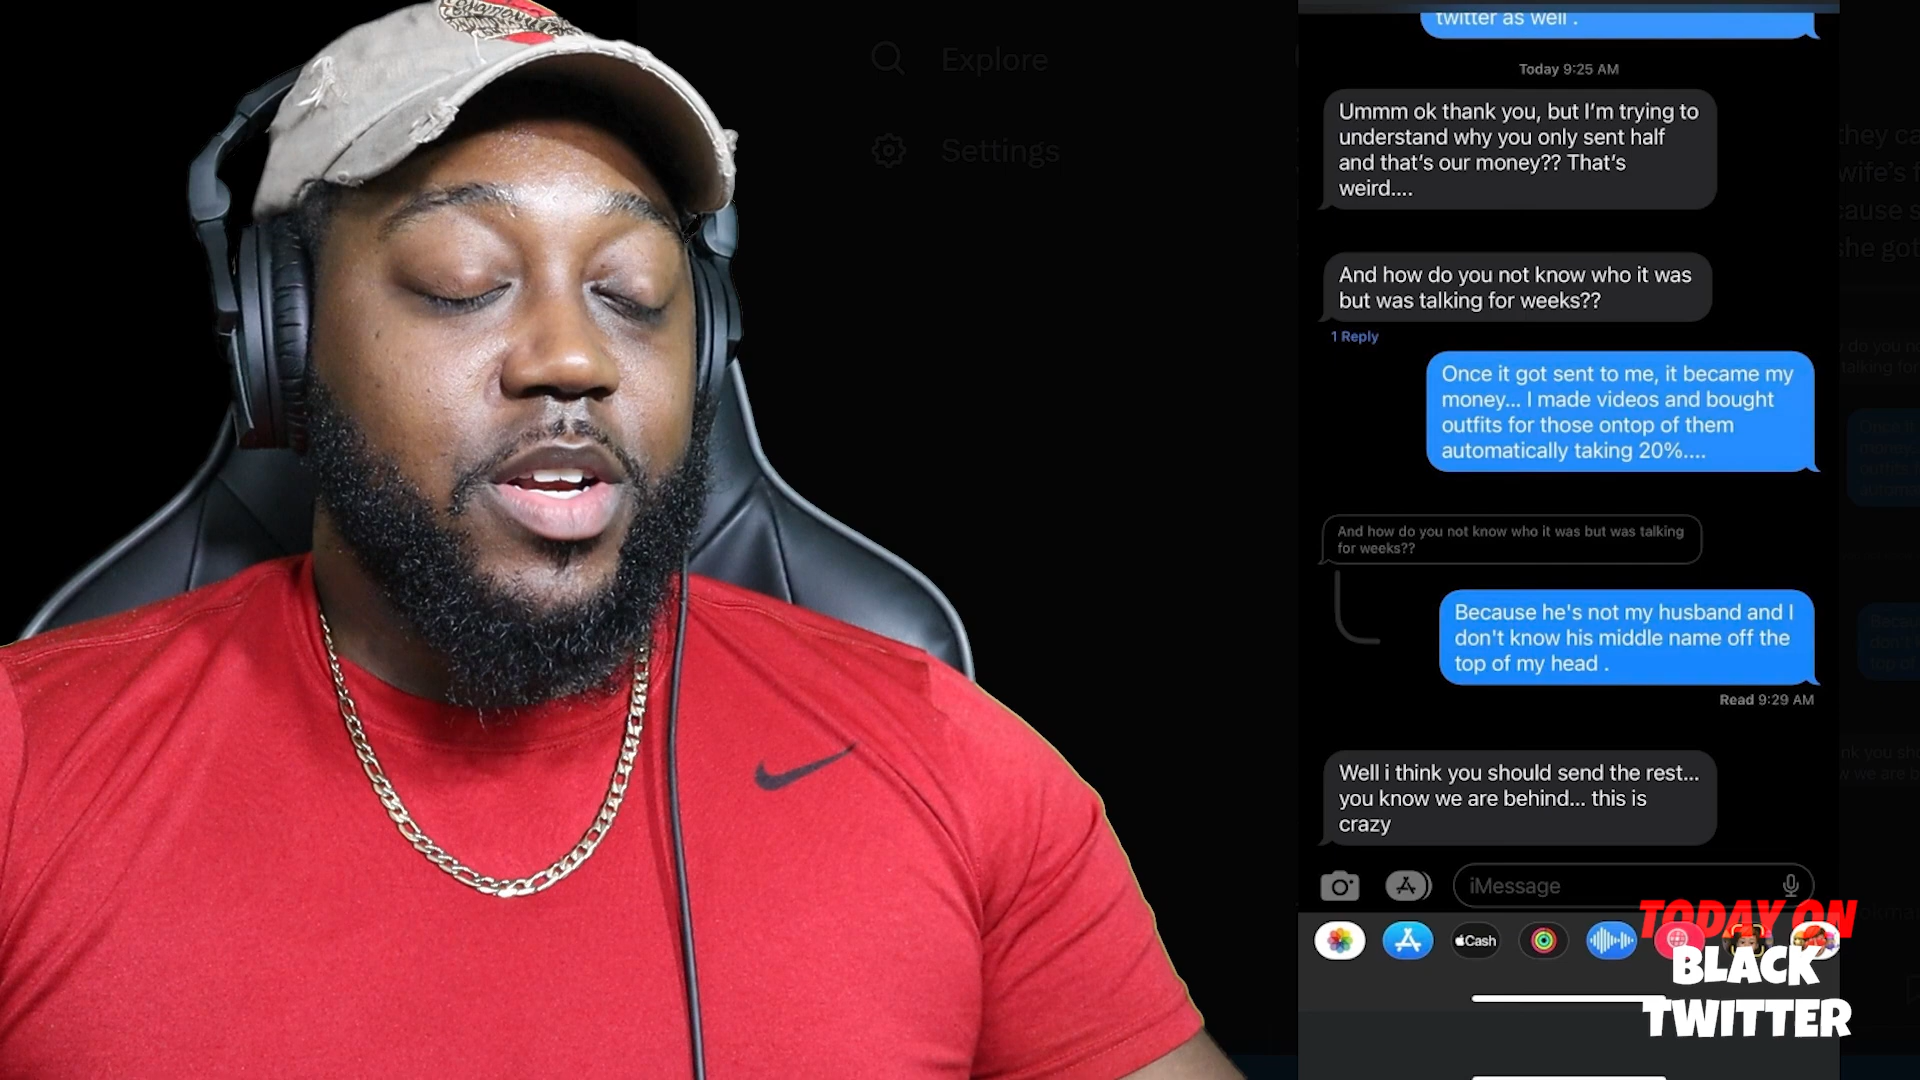 Explore
Settings
twitter as well .
Today 9:25 AM
Ummm ok thank you, but I'm trying to
understand why you only sent half
and that's our money?? That's
weird....
And how do you not know who it was
but was talking for weeks??
1 Reply
Once it got sent to me, it became my
money... I made videos and bought
outfits for those ontop of them
automatically taking 20%....
And how do you not know who it was but was talking
for weeks??
Because he's not my husband and I
don't know his middle name off the
top of my head .
Read 9:29 AM
Well i think you should send the rest...
you know we are behind... this is
crazy
iMessage
Cash
TODAY ON
BLACK
TWITTER
they
wife's
she got